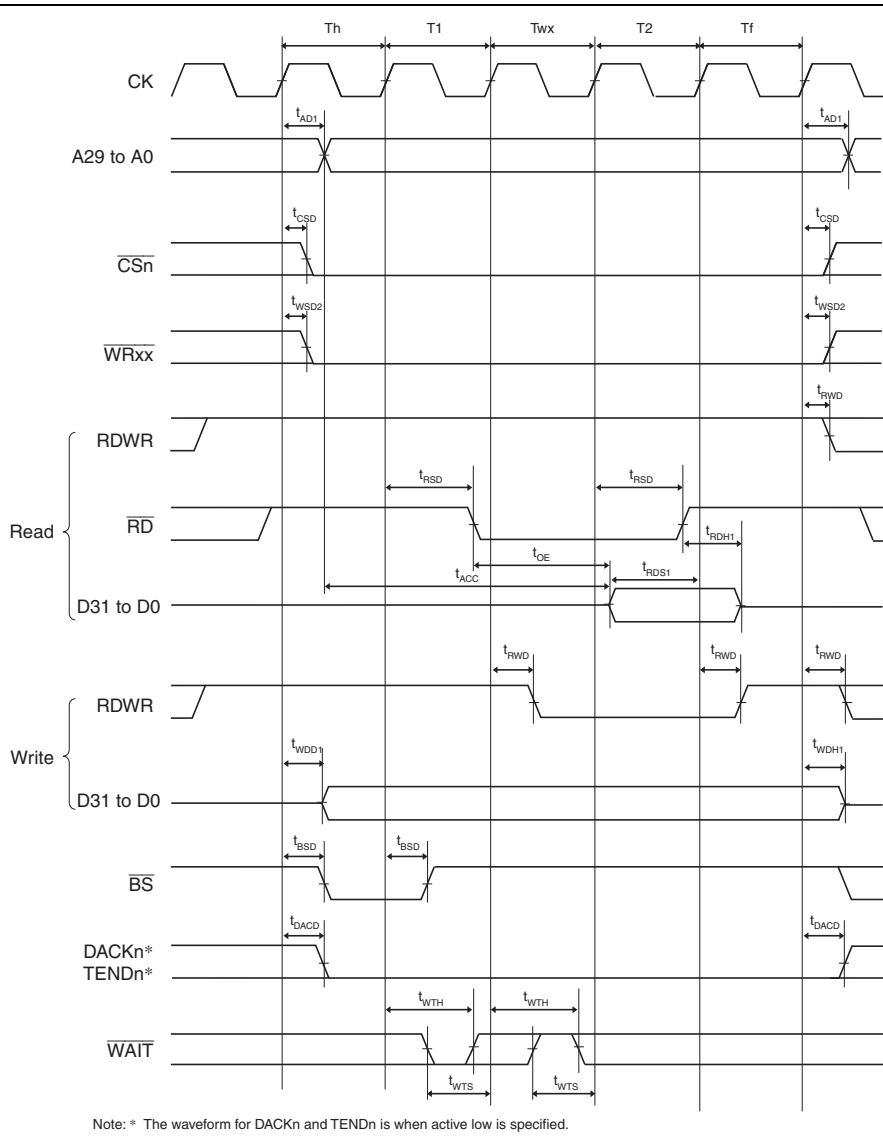 Th T1 Twx T2 Tf
CK
tAD1 tAD1
A29 to A0
tCSD tCSD
CSn
tWSD2 tWSD2
WRxx
tRWD
RDWR
tRSD tRSD
Read
RD
tRDH1
tOE
tACC tRDS1
D31 to D0
tRWD tRWD tRWD
RDWR
Write
tWDD1 tWDH1
D31 to D0
tBSD tBSD
BS
tDACD tDACD
DACKn*
TENDn*
tWTH tWTH
WAIT
tWTS tWTS
Note: * The waveform for DACKn and TENDn is when active low is specified.